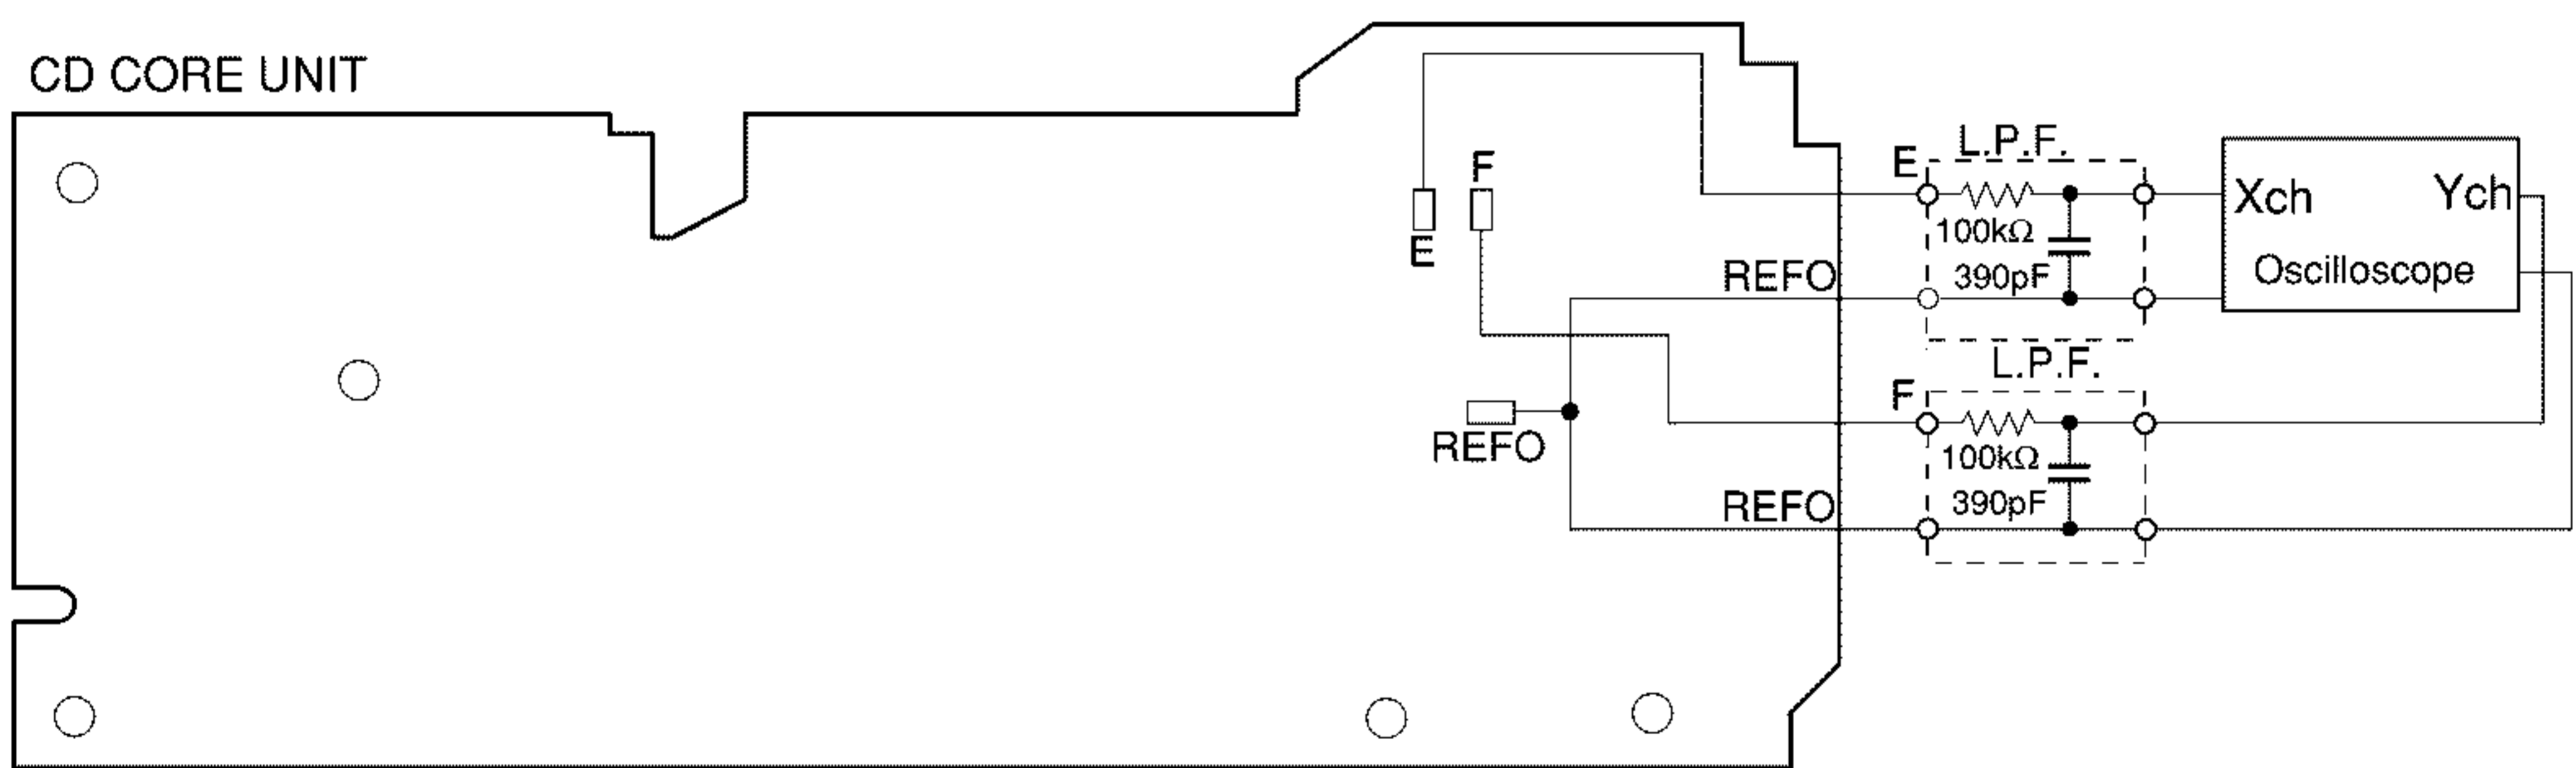 CD CORE UNIT
E
F
REFO
REFO
REFO
E
L.P.F.
100kΩ
390pF
Xch
Ych
Oscilloscope
L.P.F.
F
100kΩ
390pF